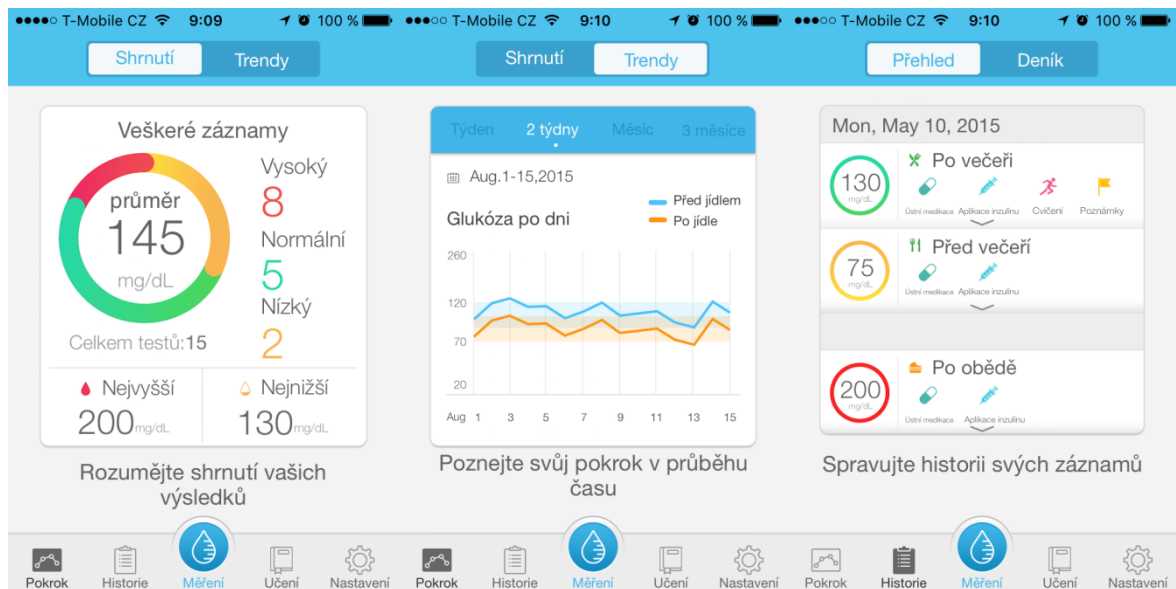 T-Mobile CZ 9:09 100 %
Shrnutí Trendy
Veškeré záznamy
průměr
145
mg/dL
Vysoký
8
Normální
5
Nízký
2
Celkem testů:15
Nejvyšší
200mg/dL
Nejnižší
130mg/dL
Rozumějte shrnutí vašich
výsledků
Pokrok Historie Měření Učení Nastavení
T-Mobile CZ 9:10 100 %
Shrnutí Trendy
Týden 2 týdny Měsíc 3 měsíce
Aug.1-15,2015
Před jídlem
Po jídle
Glukóza po dni
260
120
70
20
Aug 1 3 5 7 9 11 13 15
Poznejte svůj pokrok v průběhu
času
Pokrok Historie Měření Učení Nastavení
T-Mobile CZ 9:10 100 %
Přehled Deník
Mon, May 10, 2015
130
mg/dL
Po večeři
Ústní medikace Aplikace inzulínu Cvičení Poznámky
75
mg/dL
Před večeří
Ústní medikace Aplikace inzulínu
200
mg/dL
Po obědě
Ústní medikace Aplikace inzulínu
Spravujte historii svých záznamů
Pokrok Historie Měření Učení Nastavení